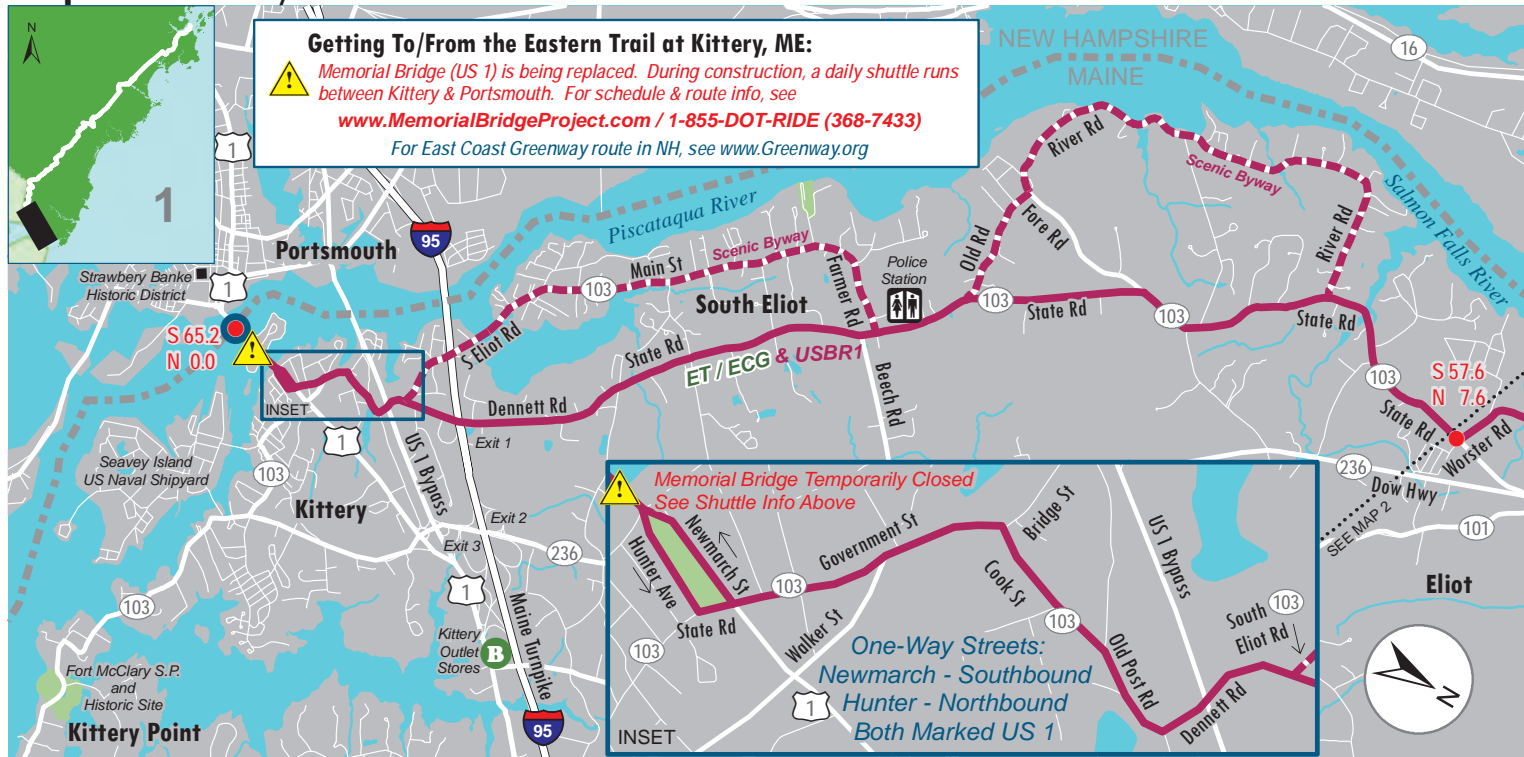 N
1
Getting To/From the Eastern Trail at Kittery, ME:
!
Memorial Bridge (US 1) is being replaced. During construction, a daily shuttle runs
between Kittery & Portsmouth. For schedule & route info, see
www.MemorialBridgeProject.com / 1-855-DOT-RIDE (368-7433)
For East Coast Greenway route in NH, see www.Greenway.org
NEW HAMPSHIRE
MAINE
16
1
95
Portsmouth
Piscataqua River
River Rd
Scenic Byway
Salmon Falls River
Strawbery Banke
Historic District
1
103
Main St
Scenic Byway
Farmer Rd
Police
Station
Old Rd
Fore Rd
River Rd
South Eliot
103
State Rd
103
State Rd
S 65.2
N 0.0
!
S Eliot Rd
State Rd
ET / ECG & USBR1
Beech Rd
103
S 57.6
N 7.6
State Rd
Worster Rd
INSET
1
US 1 Bypass
Dennett Rd
Exit 1
236
Dow Hwy
SEE MAP 2
101
Eliot
103
Seavey Island
US Naval Shipyard
Kittery
Exit 2
Exit 3
236
1
103
Maine Turnpike
Kittery
Outlet
Stores
B
95
Fort McClary S.P.
and
Historic Site
Kittery Point
!
Memorial Bridge Temporarily Closed
See Shuttle Info Above
Newmarch St
Hunter Ave
State Rd
103
103
Government St
Walker St
1
Bridge St
Cook St
103
Old Post Rd
US 1 Bypass
Dennett Rd
South
Eliot Rd
103
One-Way Streets:
Newmarch - Southbound
Hunter - Northbound
Both Marked US 1
INSET
N